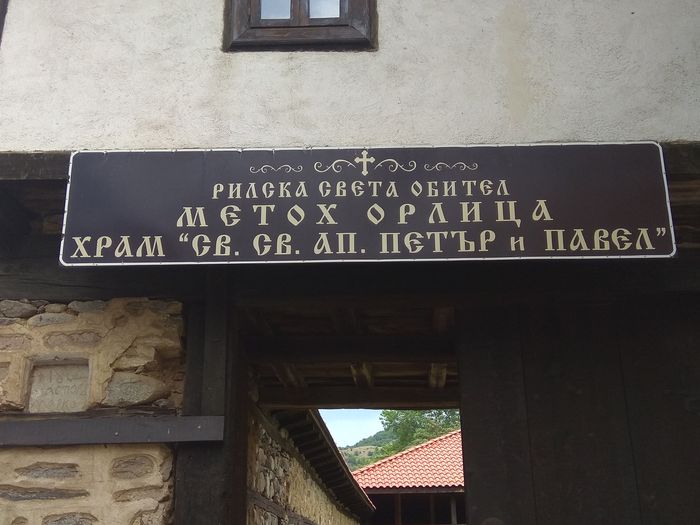 РИЛСКА СВЕТА ОБИТЕЛ
МЕТОХ ОРЛИЦА
ХРАМ "СВ. СВ. АП. ПЕТЪР и ПАВЕЛ"